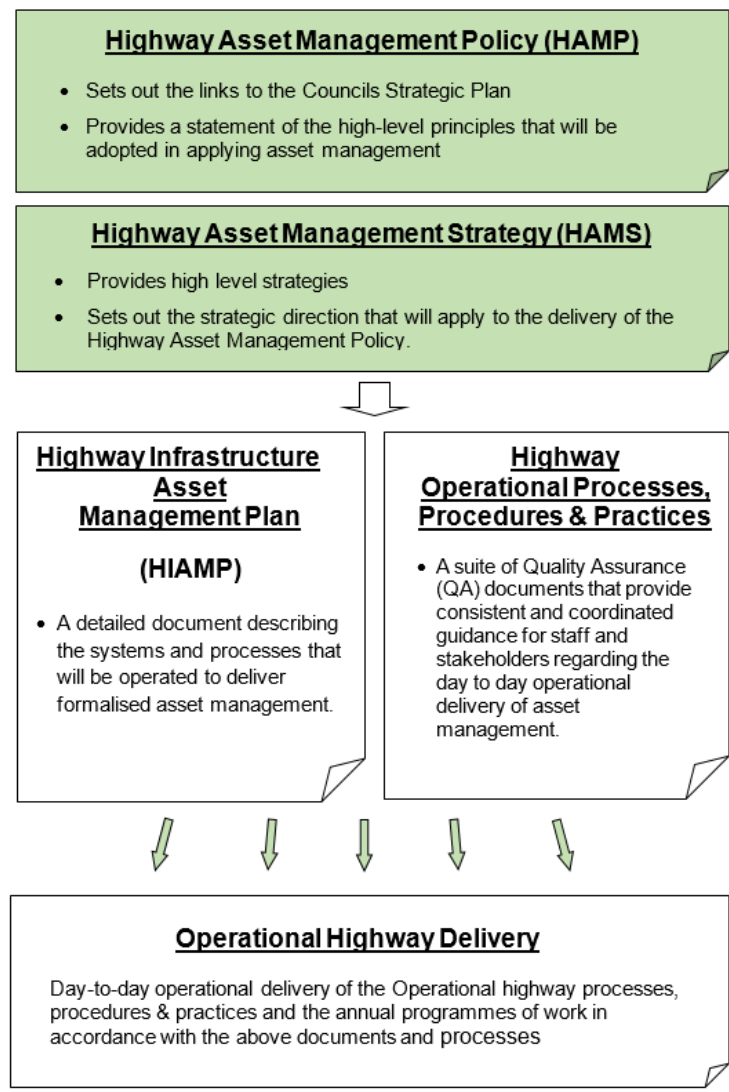 Highway Asset Management Policy (HAMP)
• Sets out the links to the Councils Strategic Plan
• Provides a statement of the high-level principles that will be
adopted in applying asset management
Highway Asset Management Strategy (HAMS)
• Provides high level strategies
• Sets out the strategic direction that will apply to the delivery of the
Highway Asset Management Policy.
Highway Infrastructure
Asset
Management Plan
(HIAMP)
• A detailed document describing
the systems and processes that
will be operated to deliver
formalised asset management.
Highway
Operational Processes,
Procedures & Practices
• A suite of Quality Assurance
(QA) documents that provide
consistent and coordinated
guidance for staff and
stakeholders regarding the
day to day operational
delivery of asset
management.
Operational Highway Delivery
Day-to-day operational delivery of the Operational highway processes,
procedures & practices and the annual programmes of work in
accordance with the above documents and processes